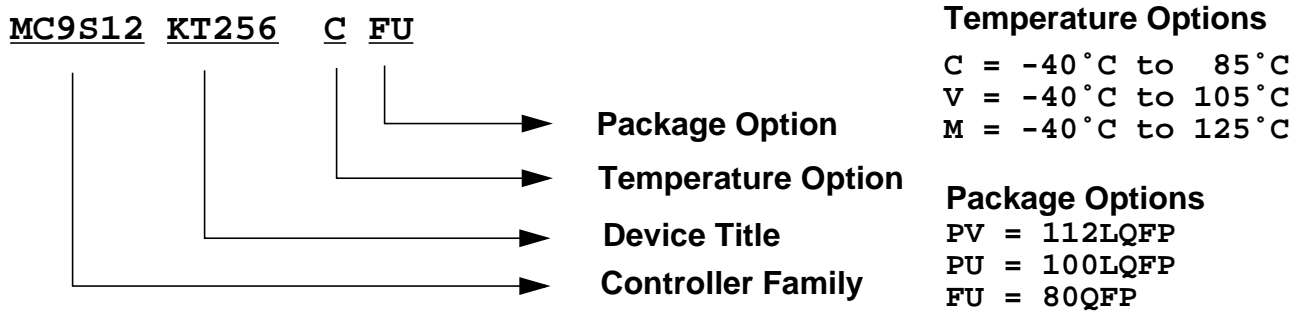 MC9S12 KT256 C FU
Package Option
Temperature Option
Device Title
Controller Family
Temperature Options
C = -40˚C to 85˚C
V = -40˚C to 105˚C
M = -40˚C to 125˚C
Package Options
PV = 112LQFP
PU = 100LQFP
FU = 80QFP